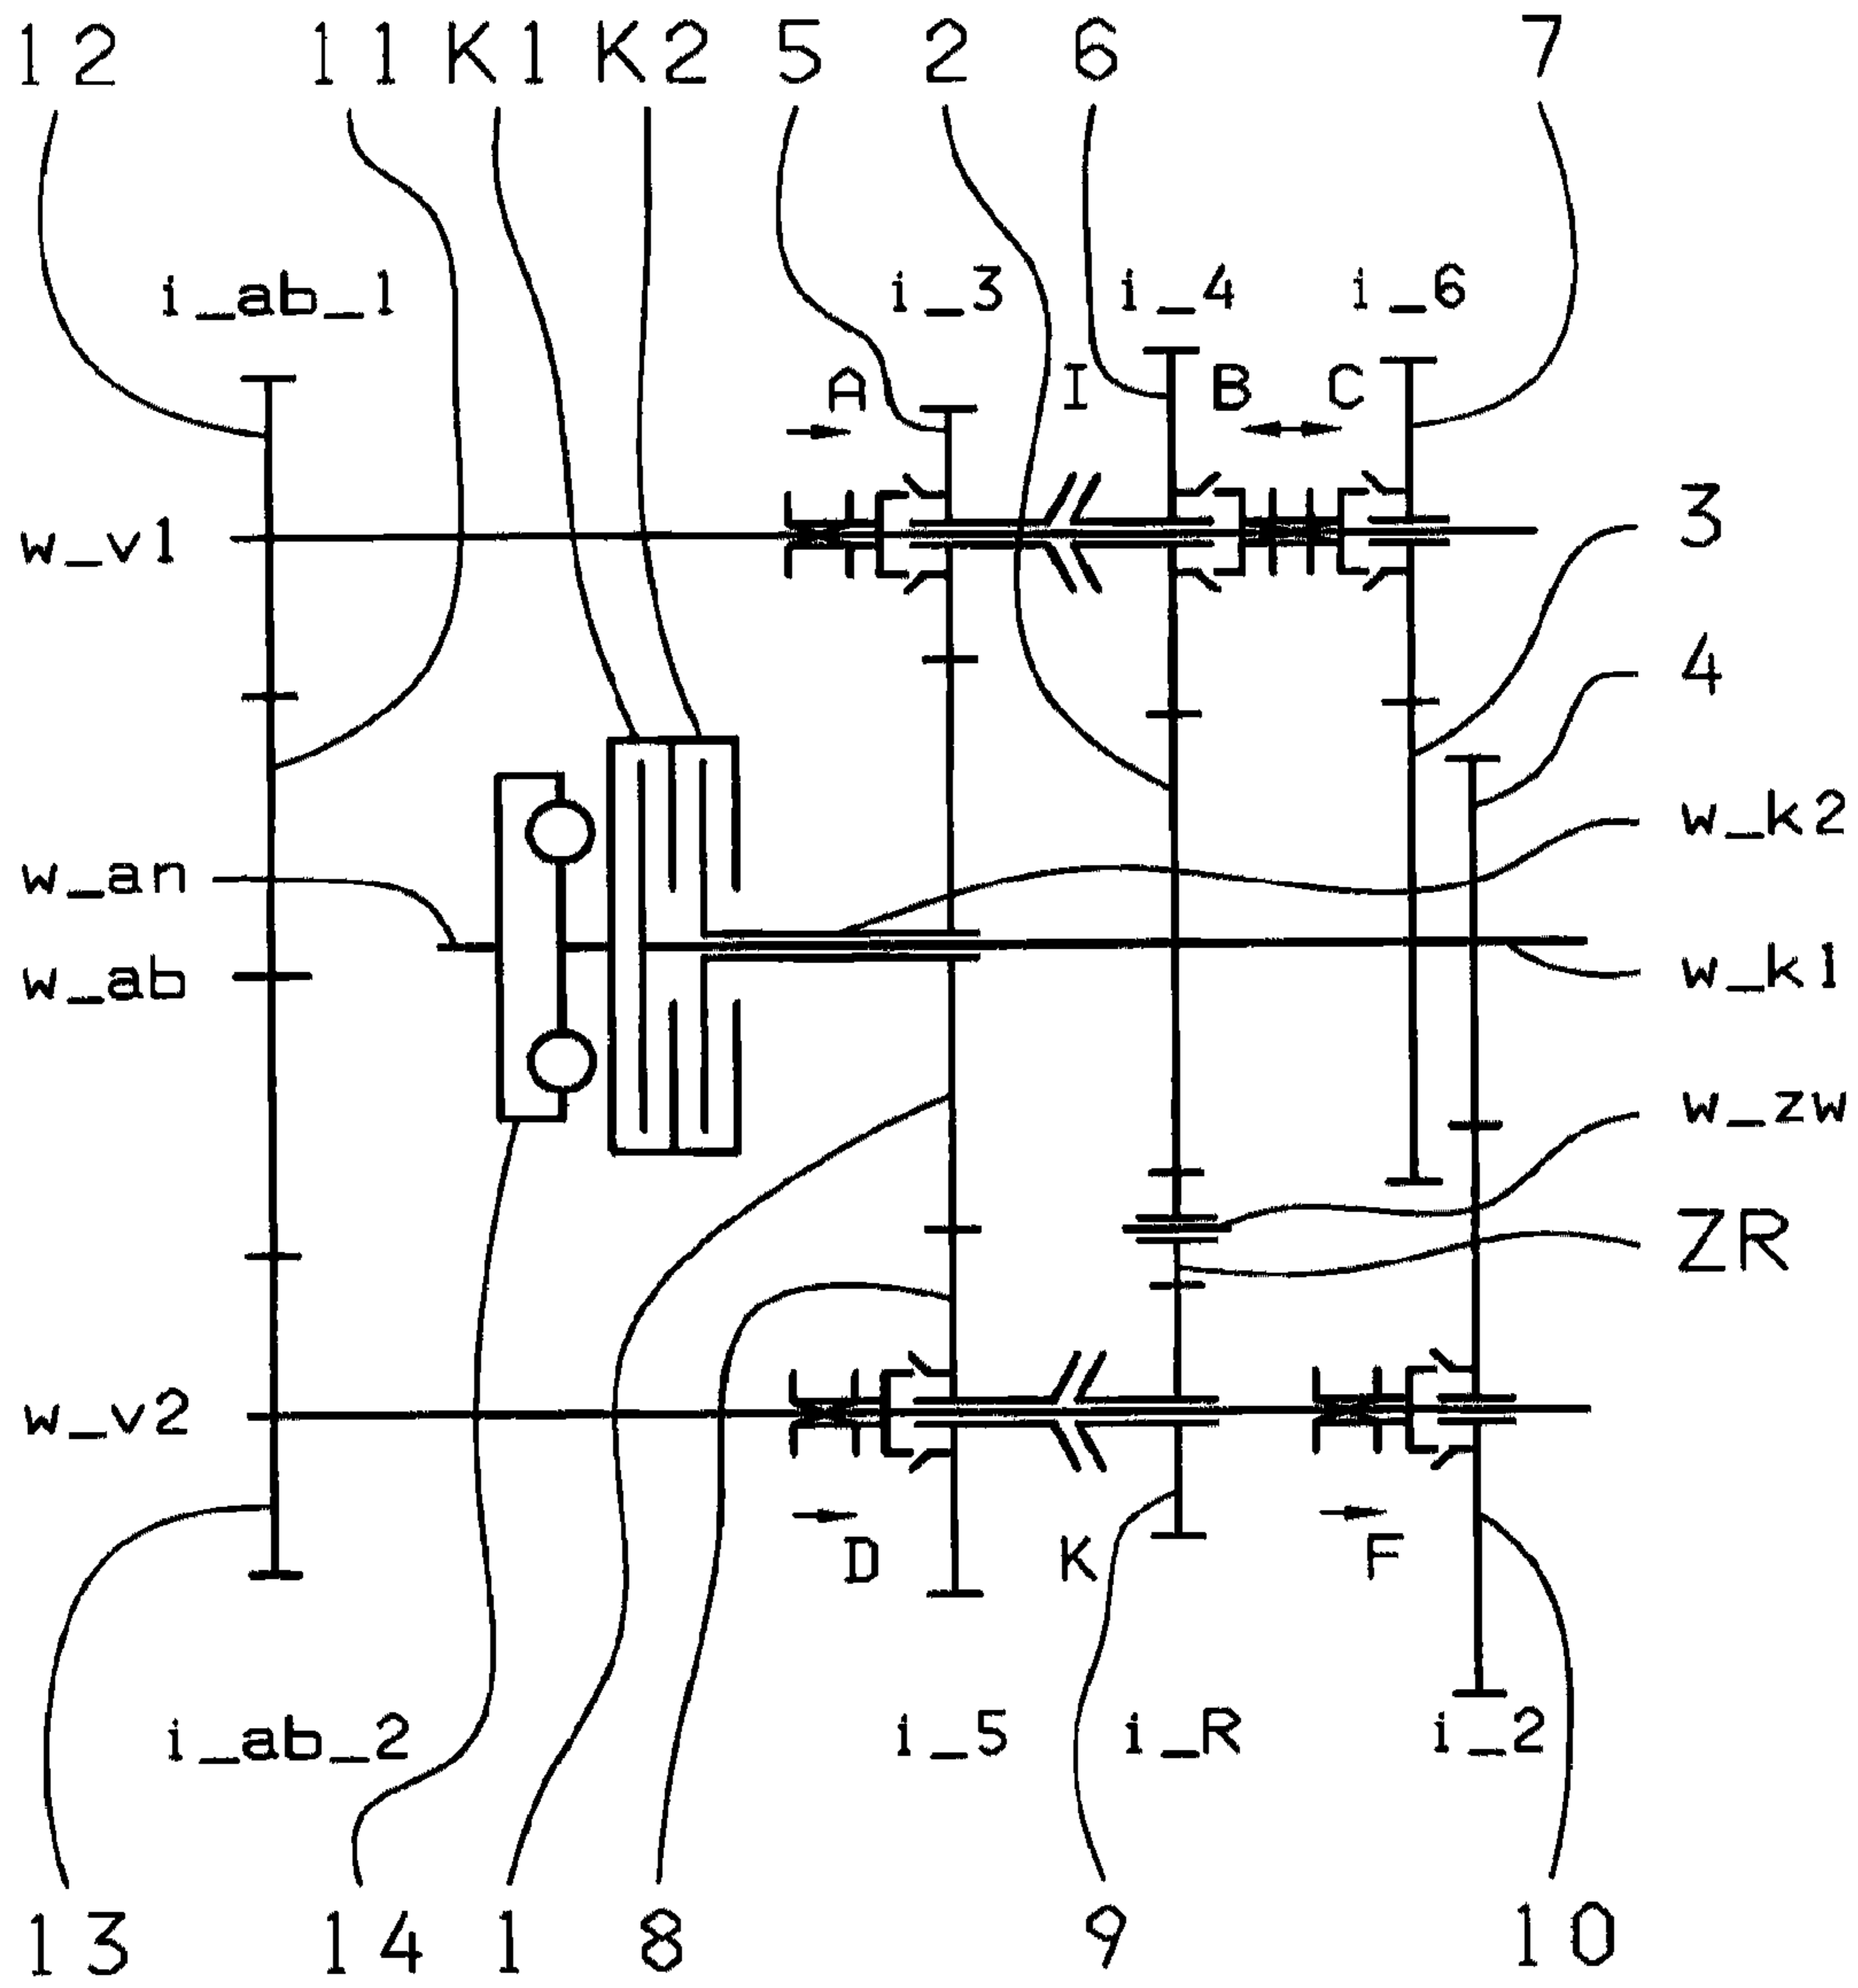 12 11 K1 K2 5 2 6 7
i_ab_1 i_3 i_4 i_6
A I B C
3
w_v1
4
w_k2
w_an
w_ab w_k1
w_zw
ZR
w_v2
D K F
i_ab_2 i_5 i_R i_2
13 14 1 8 9 10